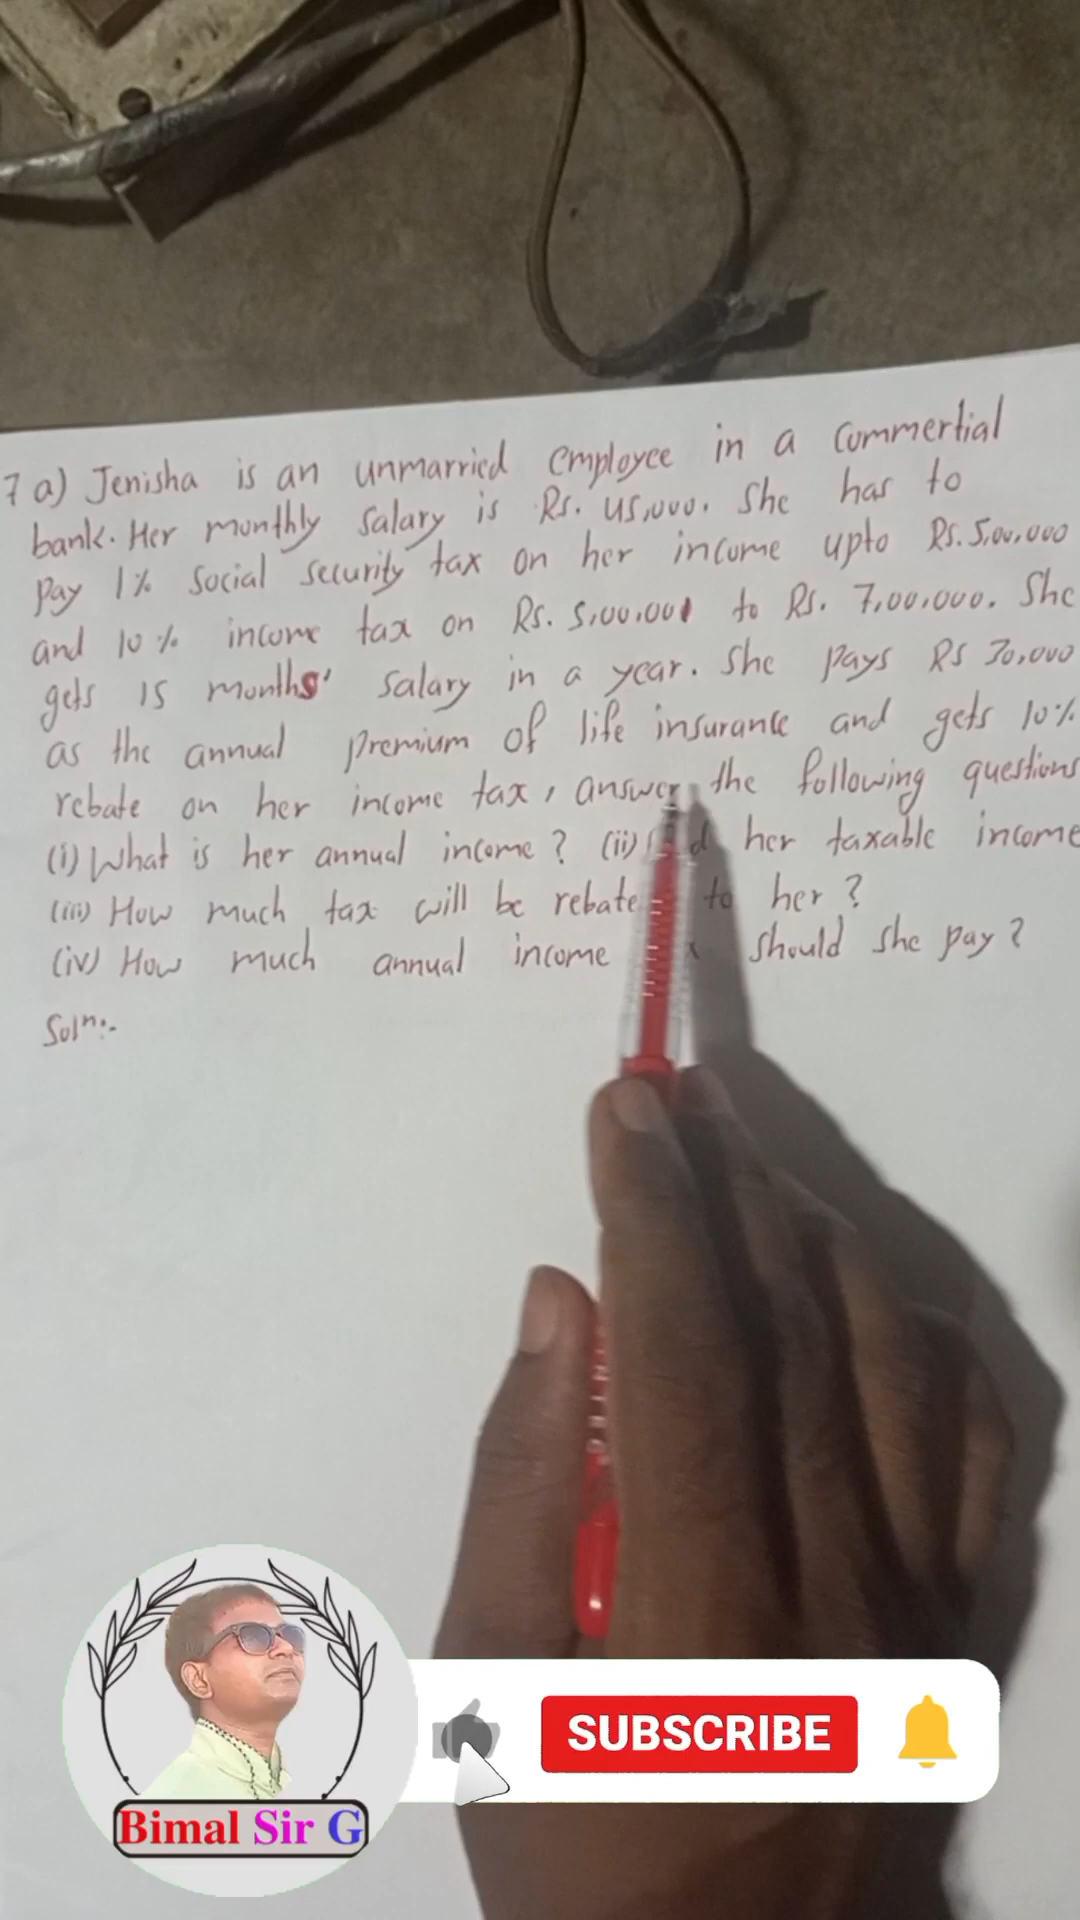 7 a) Jenisha is an unmarried employee in a commertial
bank. Her monthly salary is Rs. 45,000. She has to
pay 1% social security tax on her income upto Rs. 5,00,000
and 10% income tax on Rs. 5,00,001 to Rs. 7,00,000. She
gets 15 months' salary in a year. She pays Rs 30,000
as the annual premium of life insurance and gets 10%
rebate on her income tax, answer the following questions
(i) What is her annual income? (ii) her taxable income
(iii) How much tax will be rebate to her?
(iv) How much annual income should she pay?
Solⁿ:-
SUBSCRIBE
Bimal Sir G